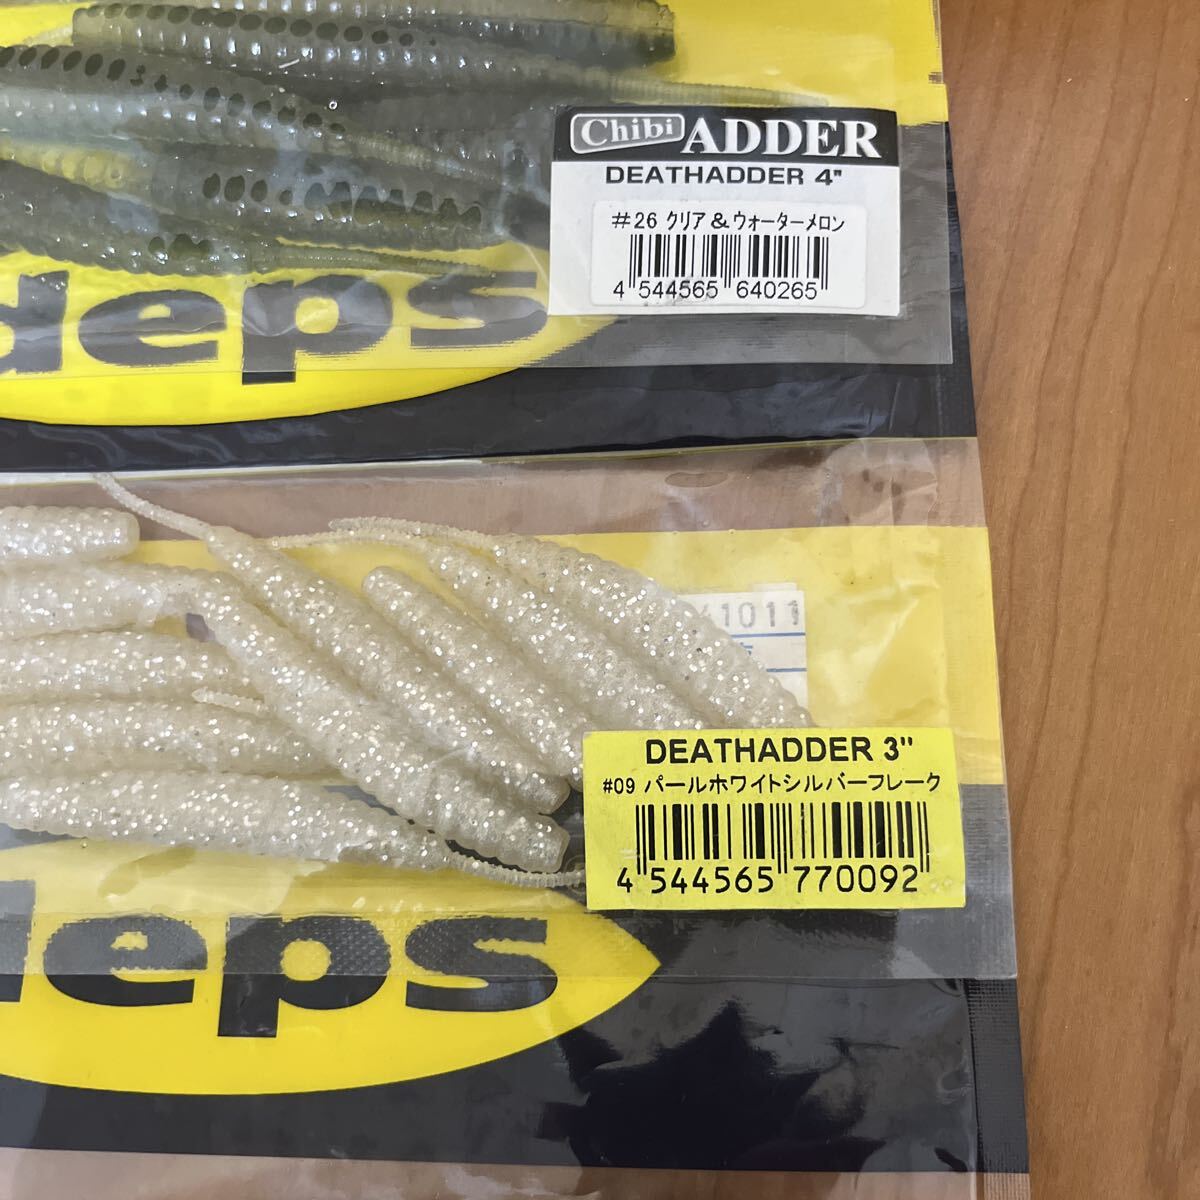 Chibi ADDER
DEATHADDER 4"
#26 クリア&ウォーターメロン
4 544565 640265
deps
41011
DEATHADDER 3"
#09 パールホワイトシルバーフレーク
4 544565 770092
deps